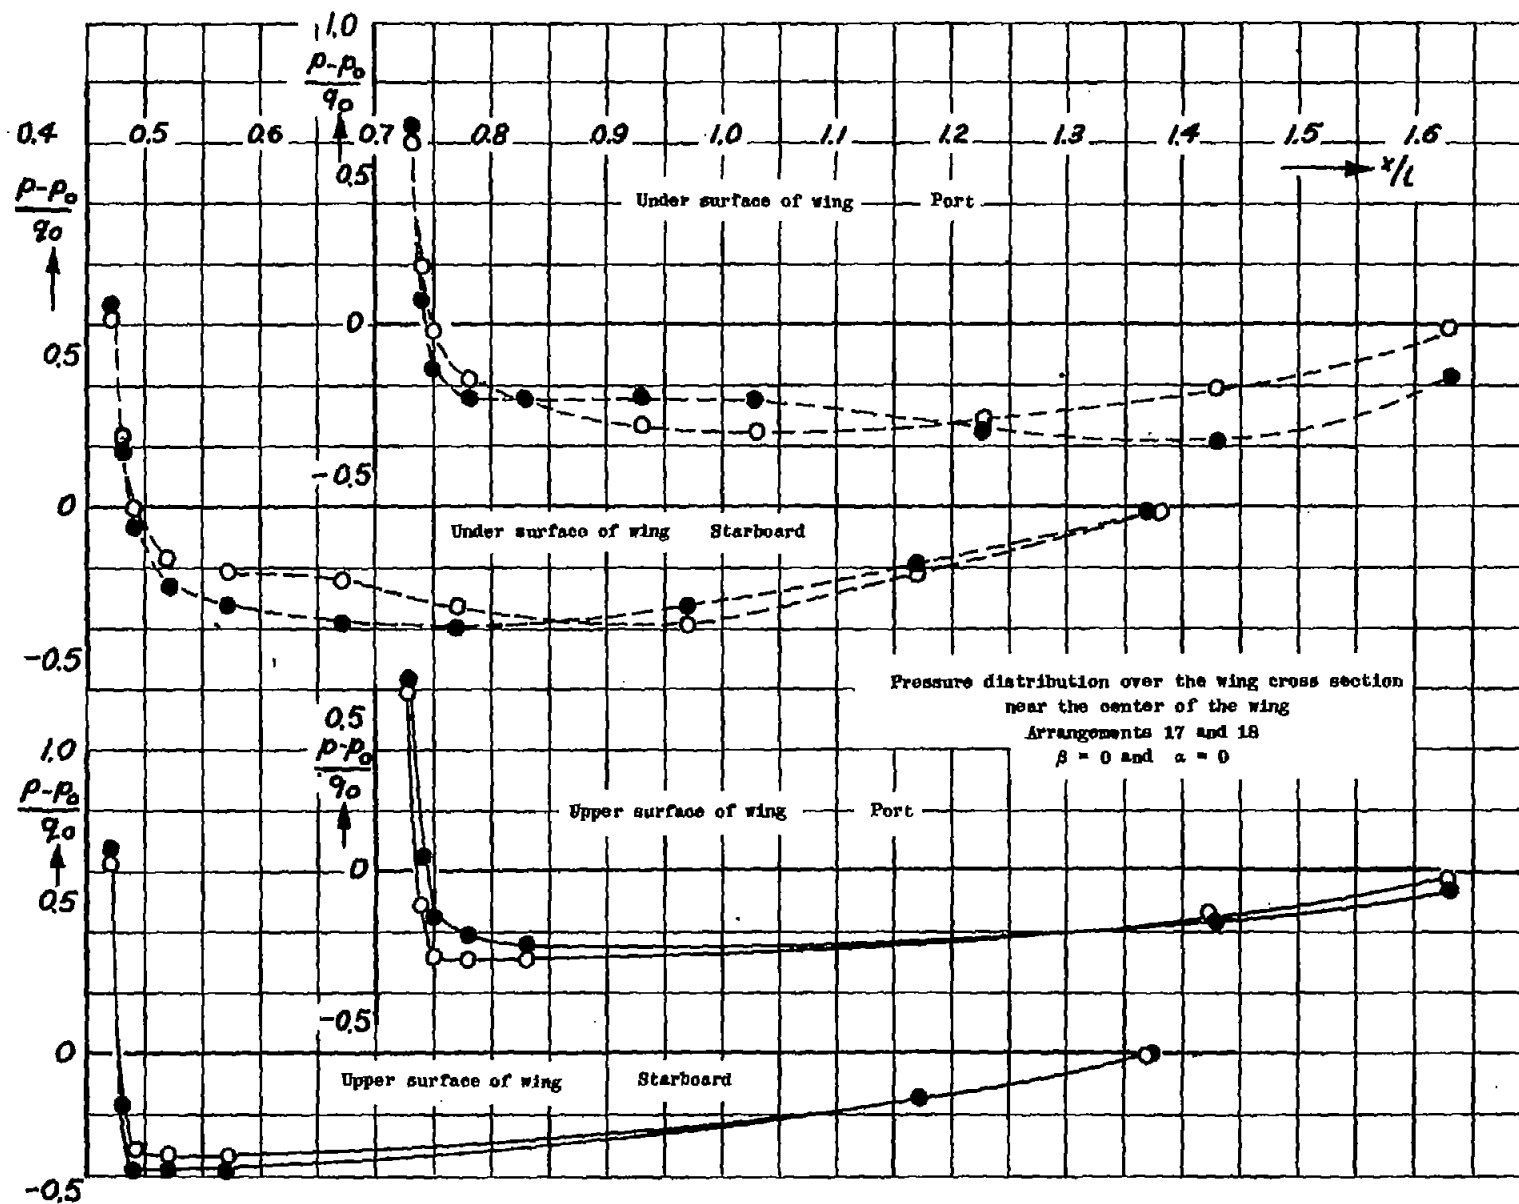 1.0
p-p₀
q₀
0.4 0.5 0.6 0.7 0.8 0.9 1.0 1.1 1.2 1.3 1.4 1.5 1.6
0.5
x/L
p-p₀
q₀
Under surface of wing Port
0
0.5
-0.5
0
Under surface of wing Starboard
-0.5
Pressure distribution over the wing cross section
near the center of the wing
Arrangements 17 and 18
β = 0 and α = 0
0.5
p-p₀
q₀
1.0
p-p₀
q₀
Upper surface of wing Port
0
0.5
-0.5
0
Upper surface of wing Starboard
-0.5